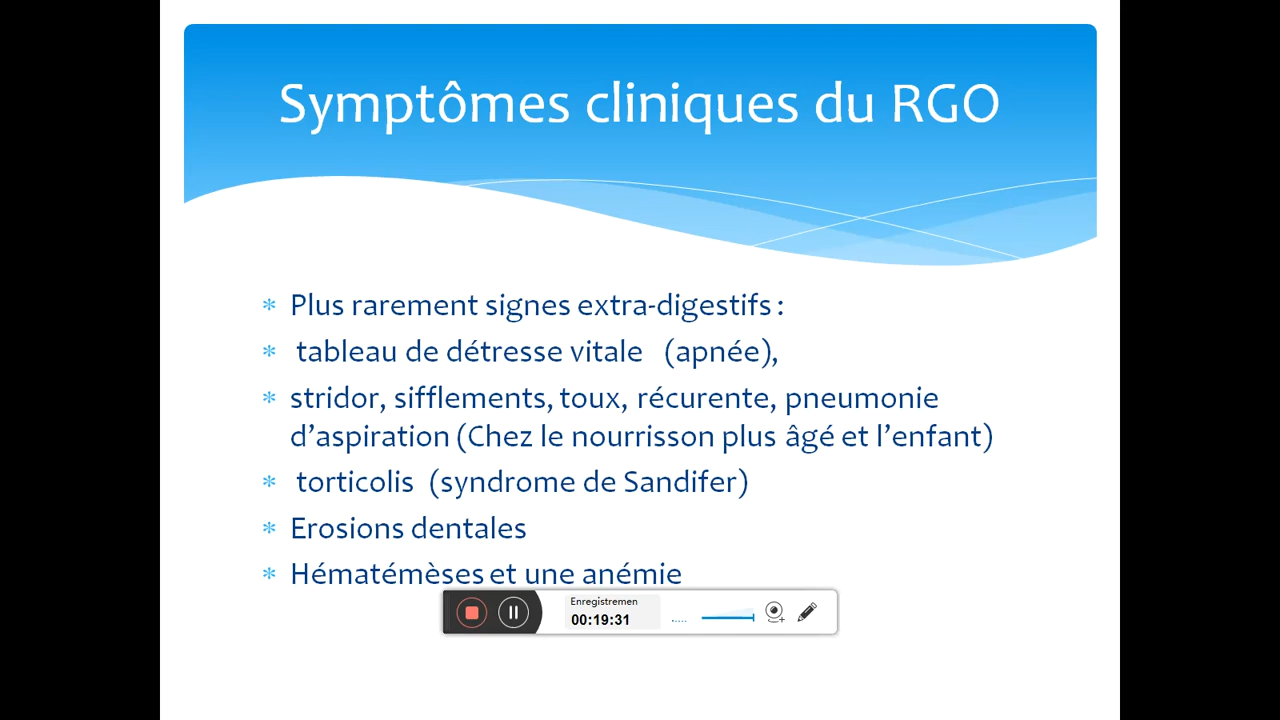 Symptômes cliniques du RGO
* Plus rarement signes extra-digestifs :
* tableau de détresse vitale (apnée),
* stridor, sifflements, toux, récurente, pneumonie
d’aspiration (Chez le nourrisson plus âgé et l’enfant)
* torticolis (syndrome de Sandifer)
* Erosions dentales
* Hématémèses et une anémie
Enregistremen
00:19:31